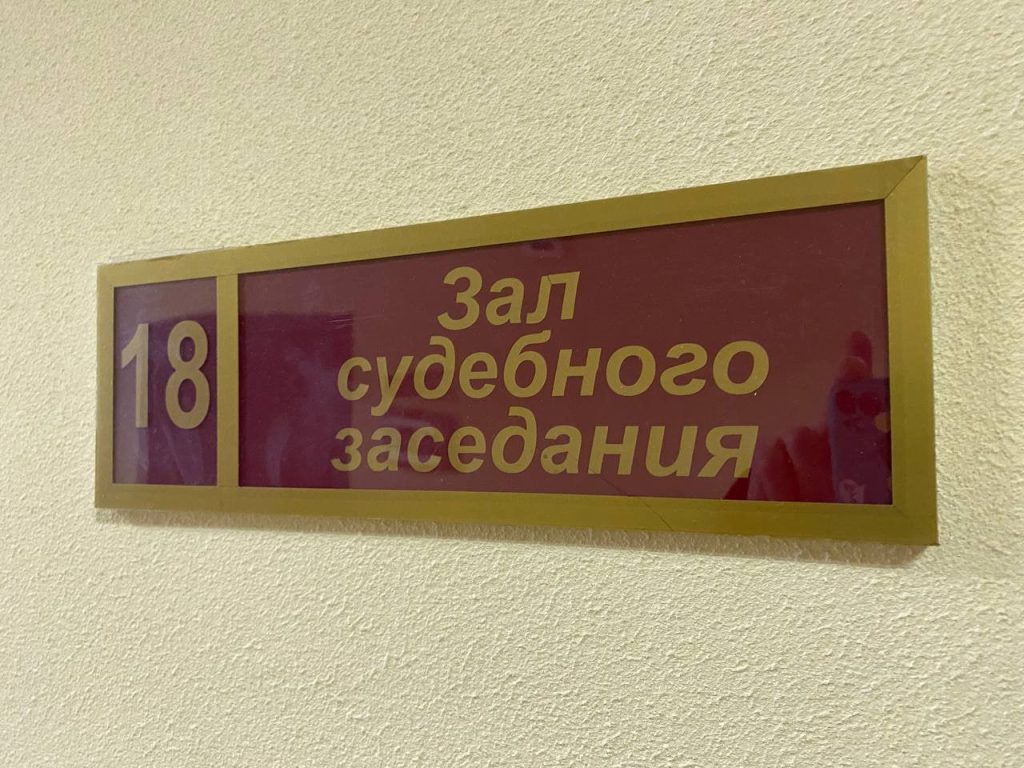 18
Зал
судебного
заседания